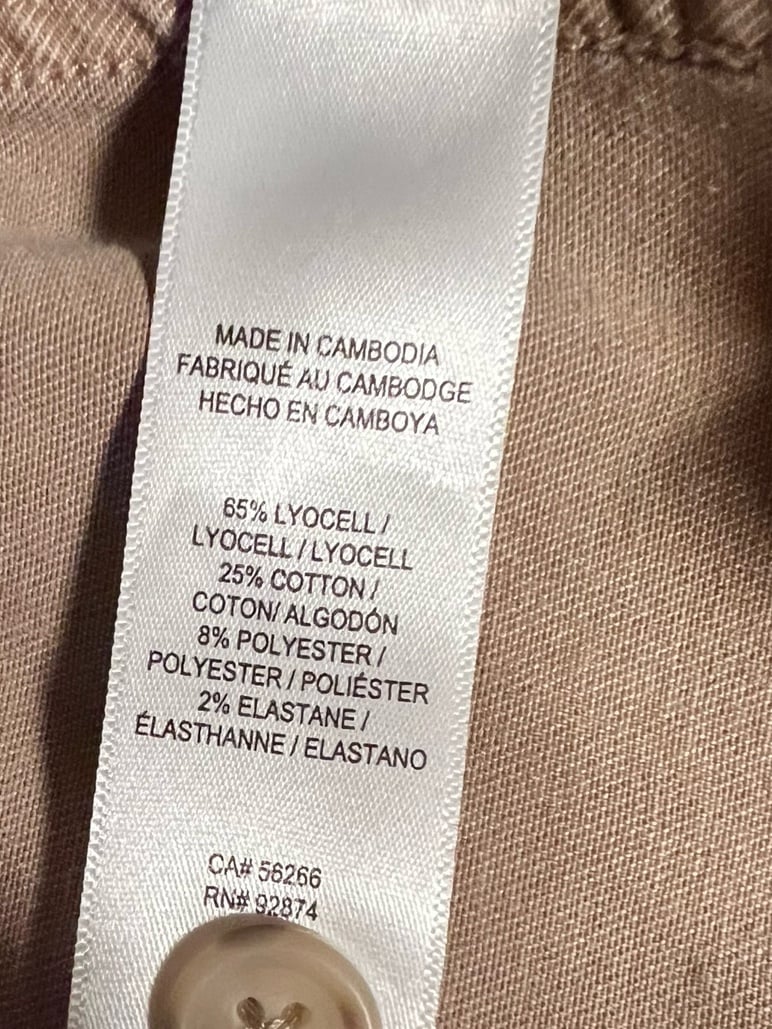 MADE IN CAMBODIA
FABRIQUÉ AU CAMBODGE
HECHO EN CAMBOYA
65% LYOCELL /
LYOCELL / LYOCELL
25% COTTON /
COTON/ ALGODÓN
8% POLYESTER /
POLYESTER / POLIÉSTER
2% ELASTANE /
ÉLASTHANNE / ELASTANO
CA# 56266
RN# 92874